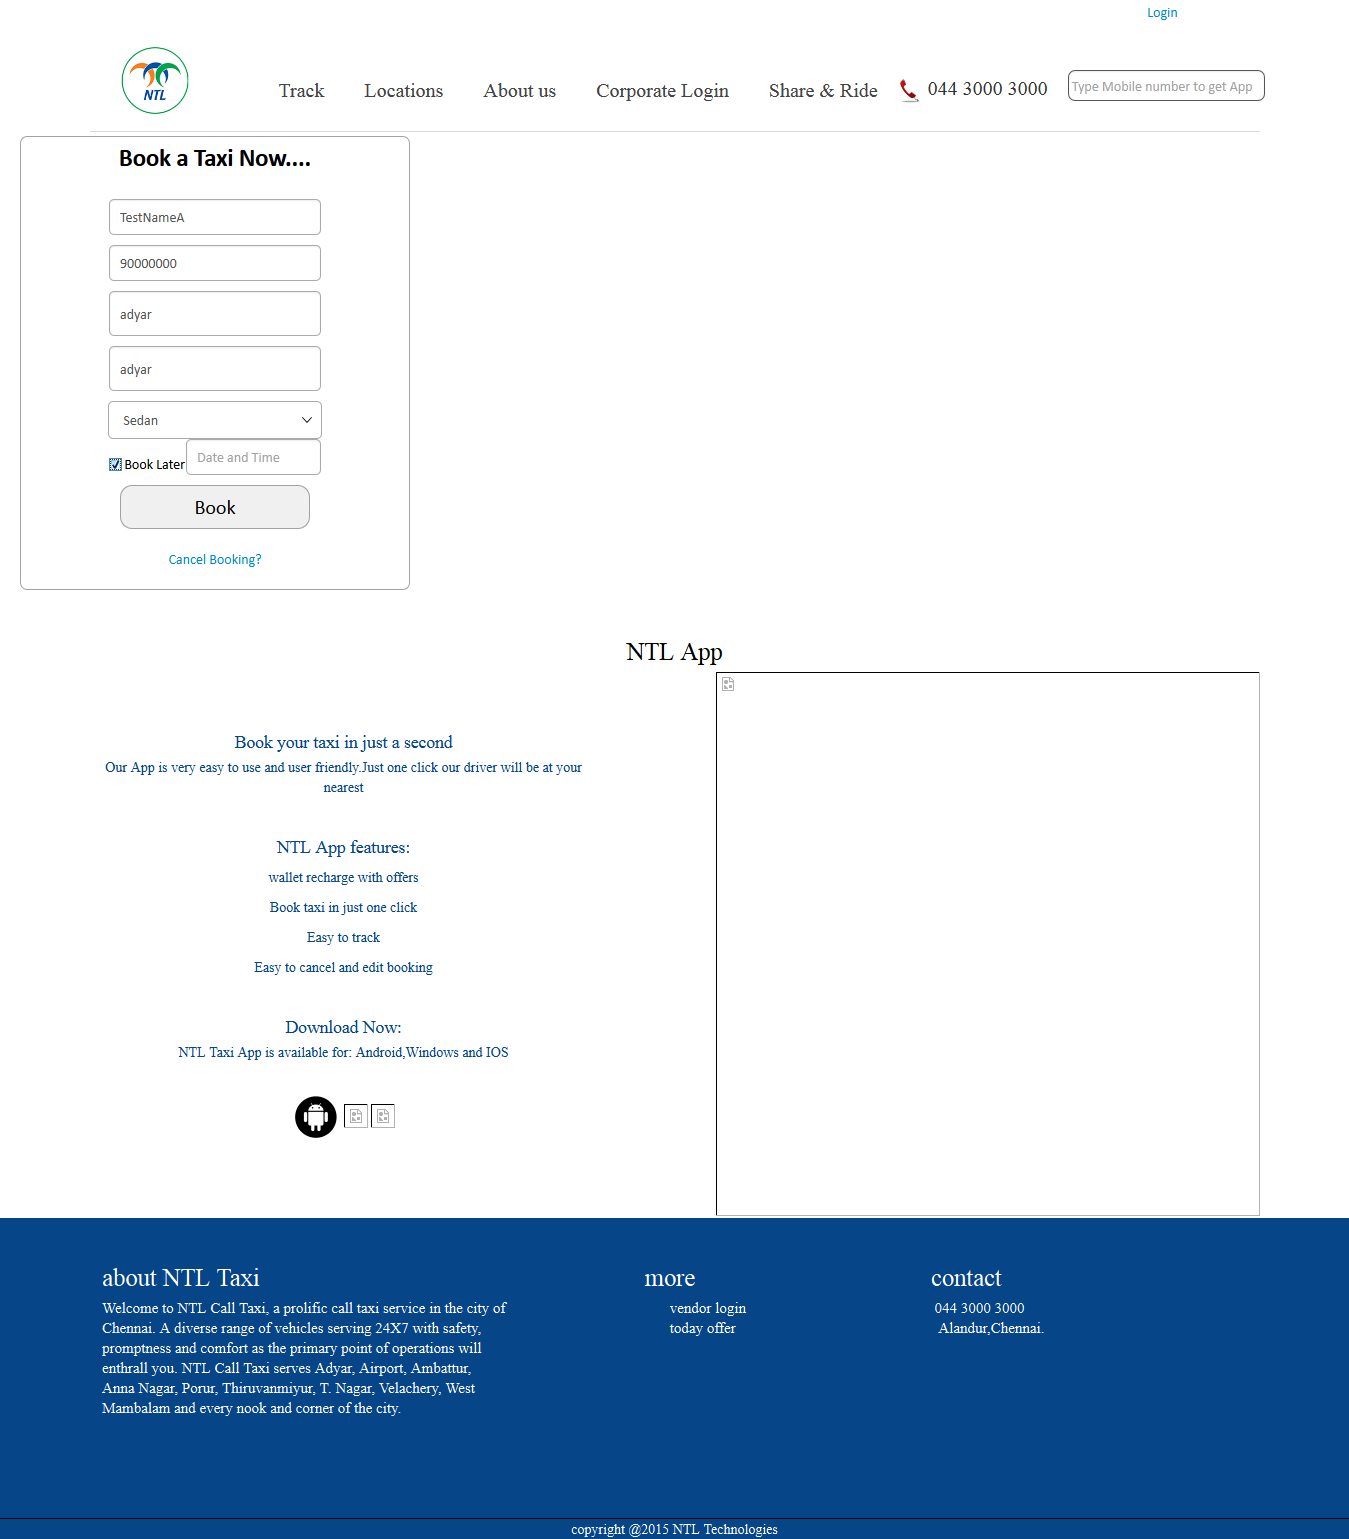 Login
NTL
Track
Locations
About us
Corporate Login
Share & Ride
044 3000 3000
Type Mobile number to get App
Book a Taxi Now....
TestNameA
90000000
adyar
adyar
Sedan
Book Later
Date and Time
Book
Cancel Booking?
NTL App
Book your taxi in just a second
Our App is very easy to use and user friendly.Just one click our driver will be at your
nearest
NTL App features:
wallet recharge with offers
Book taxi in just one click
Easy to track
Easy to cancel and edit booking
Download Now:
NTL Taxi App is available for: Android,Windows and IOS
about NTL Taxi
Welcome to NTL Call Taxi, a prolific call taxi service in the city of
Chennai. A diverse range of vehicles serving 24X7 with safety,
promptness and comfort as the primary point of operations will
enthrall you. NTL Call Taxi serves Adyar, Airport, Ambattur,
Anna Nagar, Porur, Thiruvanmiyur, T. Nagar, Velachery, West
Mambalam and every nook and corner of the city.
more
vendor login
today offer
contact
044 3000 3000
Alandur,Chennai.
copyright @2015 NTL Technologies